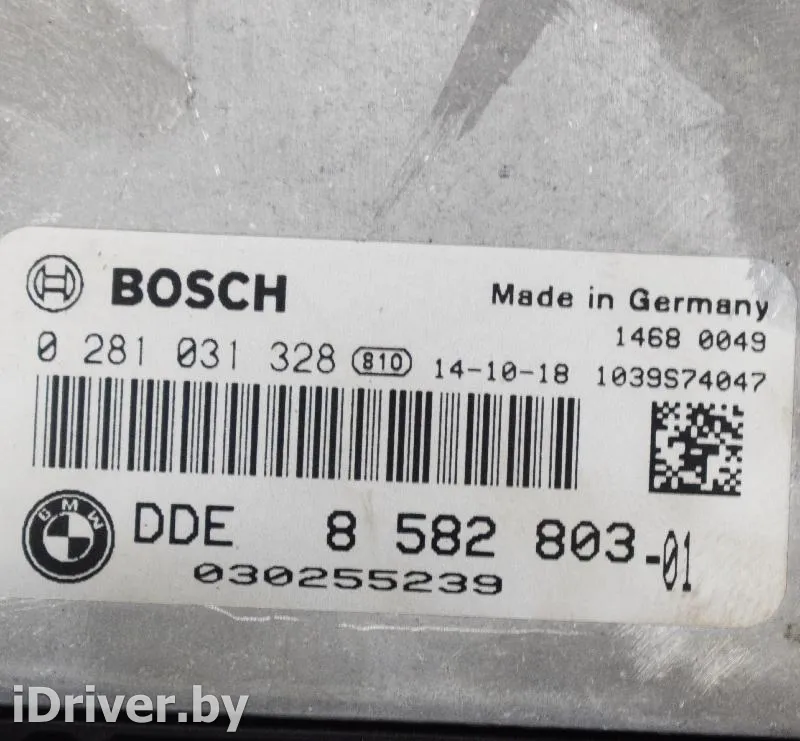 BOSCH
Made in Germany
1468 0049
0 281 031 328 810 14-10-18 1039S74047
BMW DDE 8 582 803-01
030255239
iDriver.by